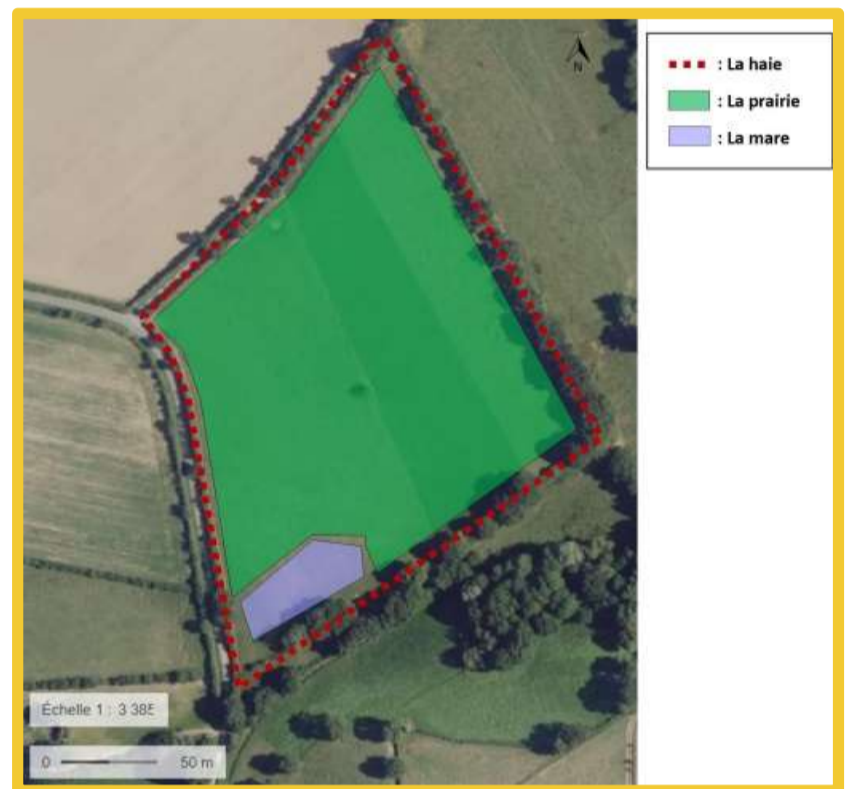 N
: La haie
: La prairie
: La mare
Échelle 1 : 3 385
0 50 m